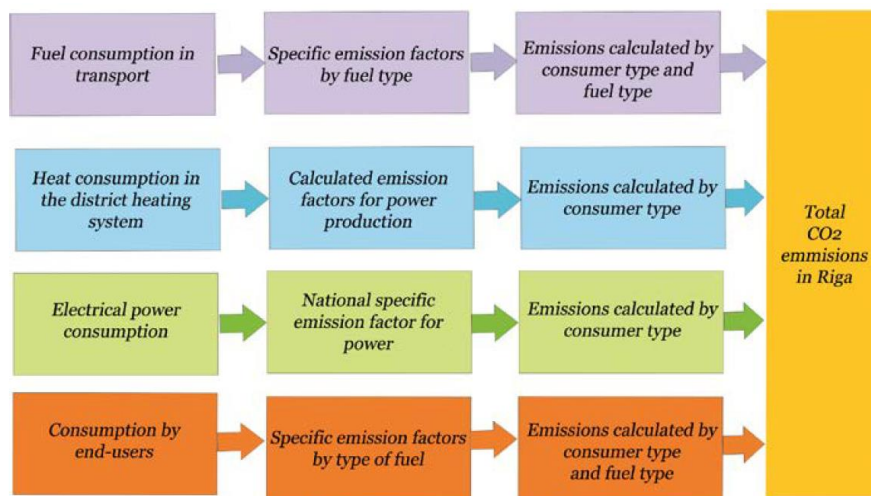 Fuel consumption in
transport
Specific emission factors
by fuel type
Emissions calculated by
consumer type and
fuel type
Heat consumption in
the district heating
system
Calculated emission
factors for power
production
Emissions calculated by
consumer type
Electrical power
consumption
National specific
emission factor for
power
Emissions calculated by
consumer type
Consumption by
end-users
Specific emission factors
by type of fuel
Emissions calculated by
consumer type
and fuel type
Total
CO2
emmisions
in Riga